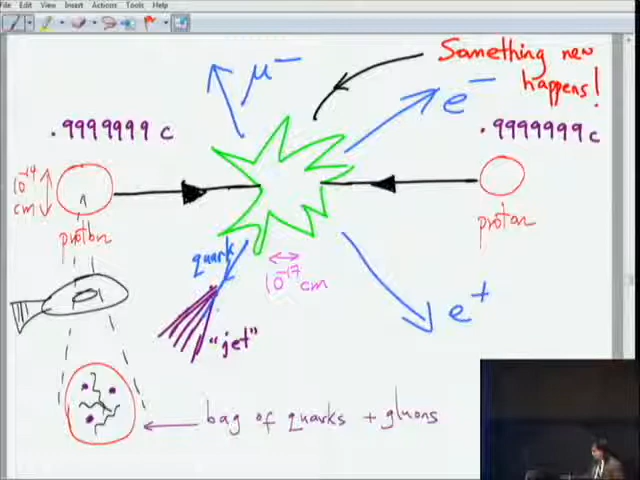 File Edit View Insert Actions Tools Help
Something new
happens!
μ⁻
e⁻
.9999999 c
.9999999 c
10⁻¹⁴
cm
proton
proton
quark
10⁻¹⁷ cm
"jet"
e⁺
bag of quarks + gluons